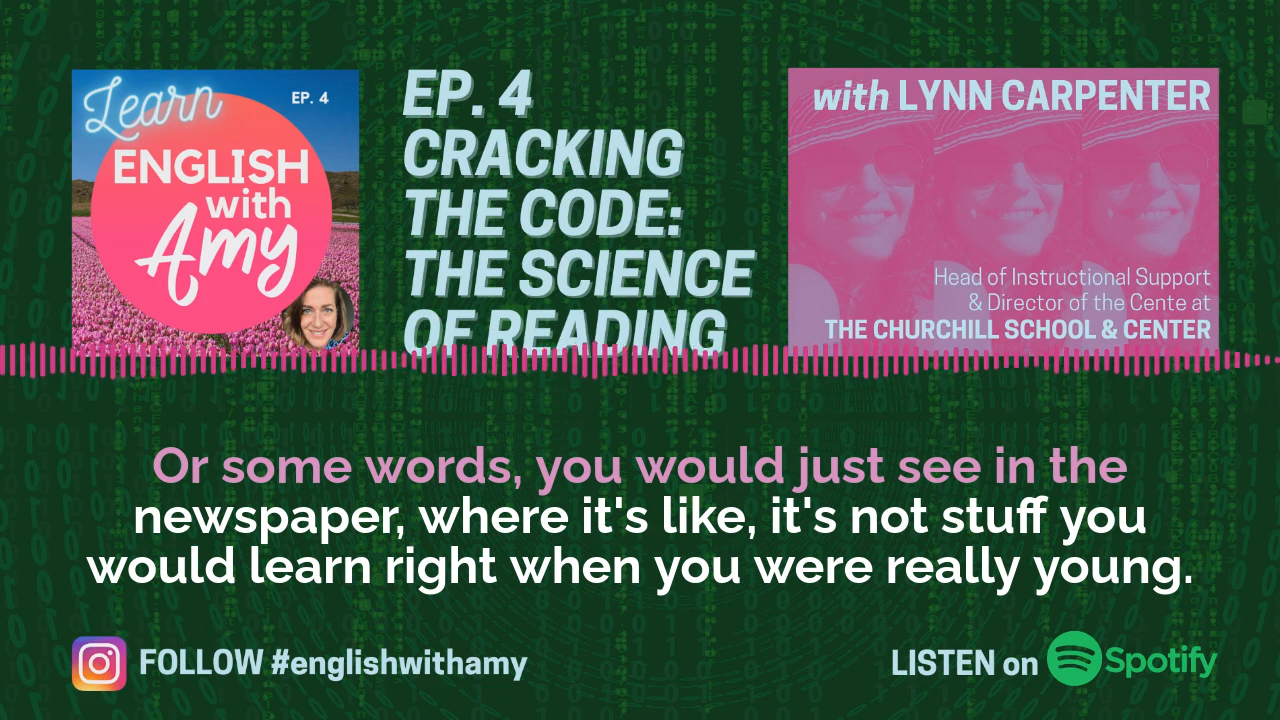 Learn
EP. 4
ENGLISH
with
Amy
EP. 4
CRACKING
THE CODE:
THE SCIENCE
OF READING
with LYNN CARPENTER
Head of Instructional Support
& Director of the Cente at
THE CHURCHILL SCHOOL & CENTER
Or some words, you would just see in the
newspaper, where it's like, it's not stuff you
would learn right when you were really young.
FOLLOW #englishwithamy
LISTEN on Spotify